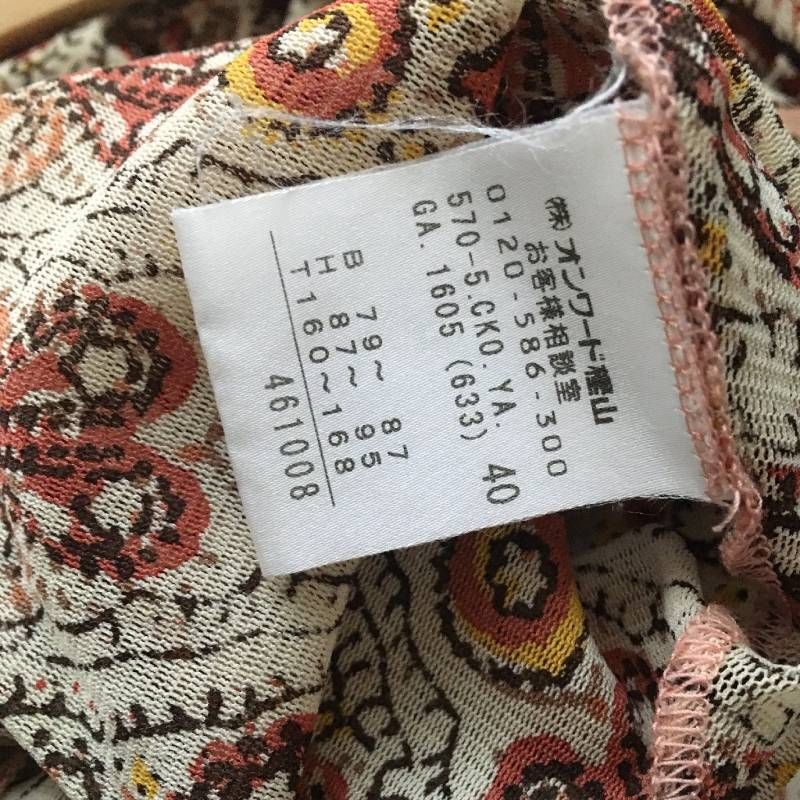 (株) オンワード樫山
お客様相談室
0120-586-300
570-5.CKO.YA.
GA. 1605 (633)
40
B 79~ 87
H 87~ 95
T 160~168
461008